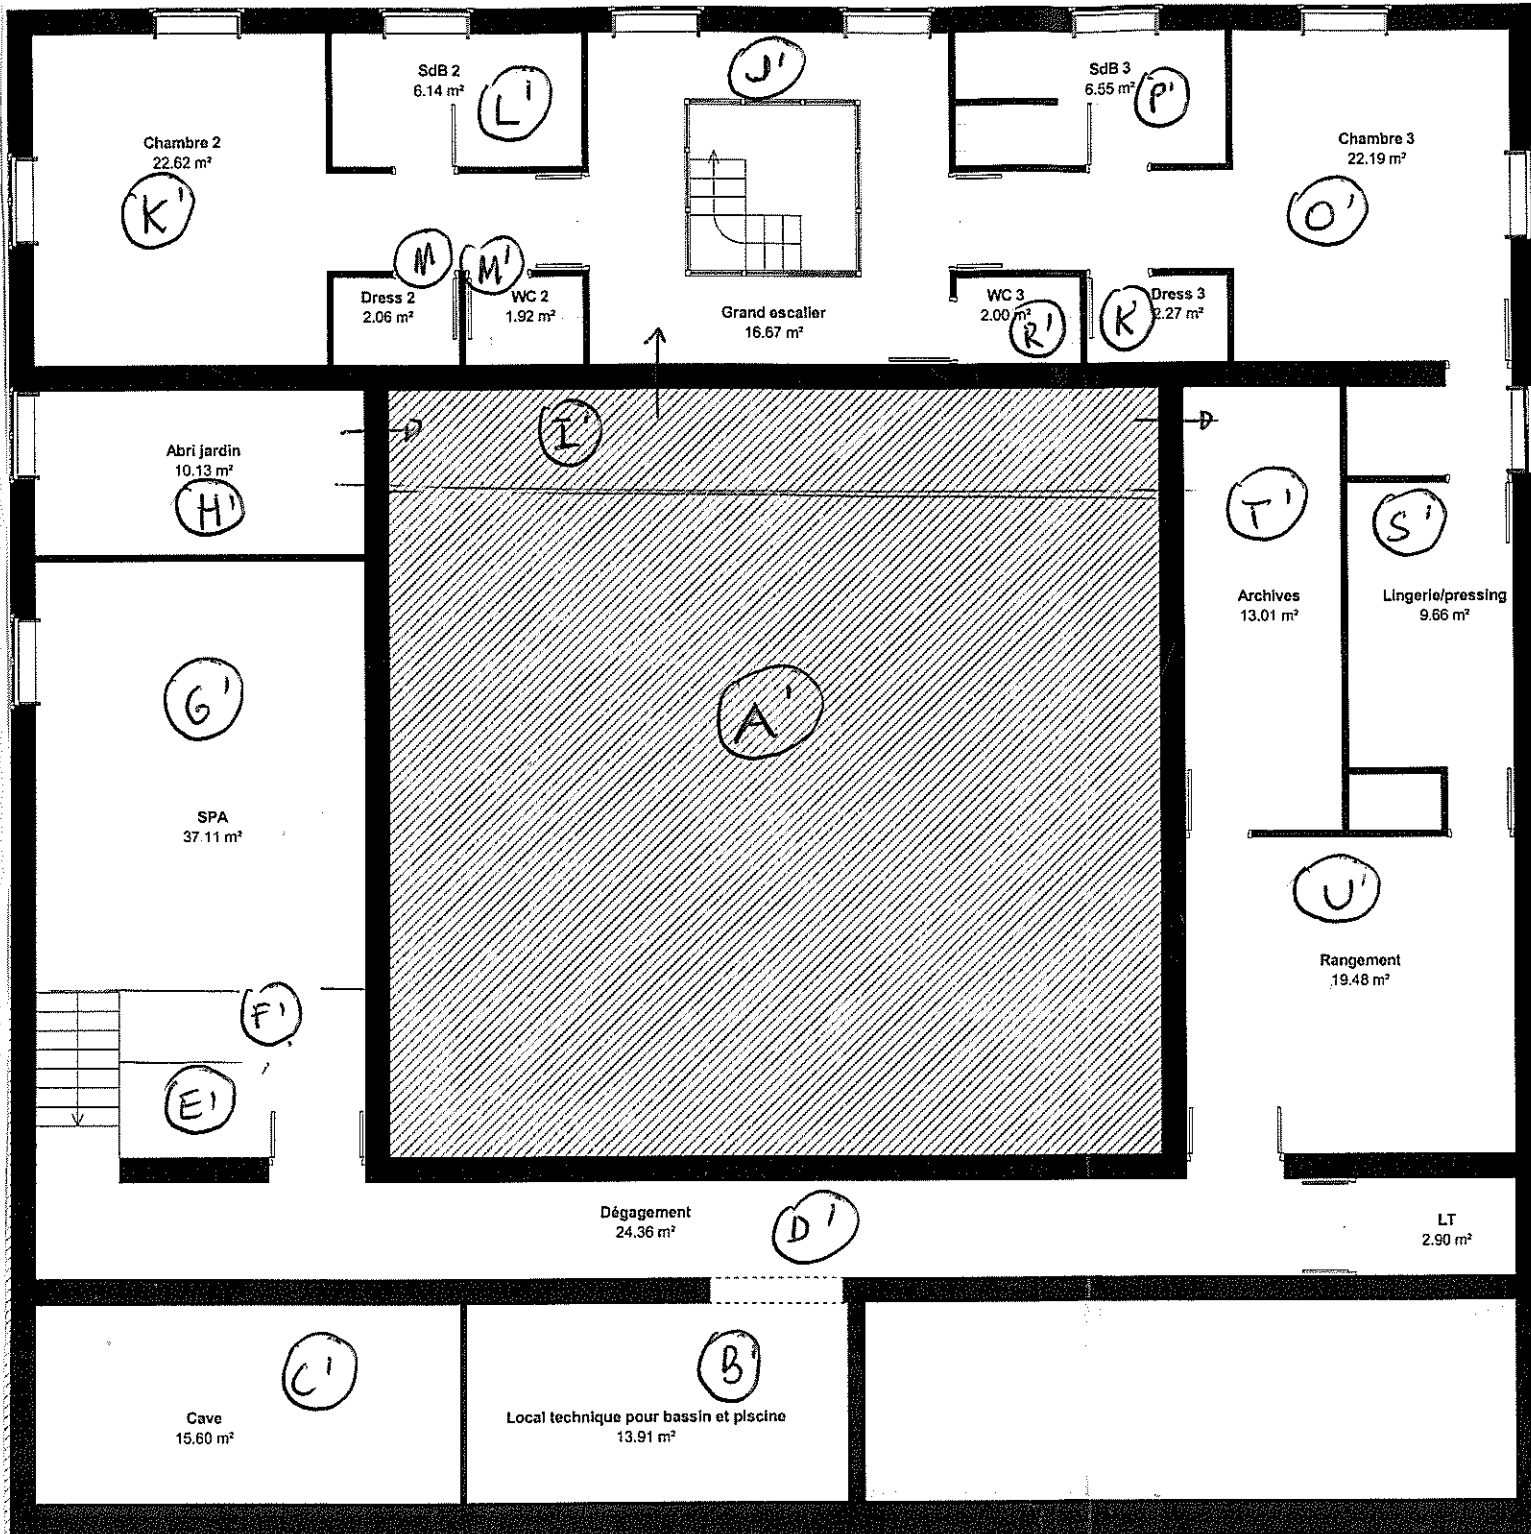 J'
SdB 2
6.14 m²
L'
SdB 3
6.55 m²
P'
Chambre 2
22.62 m²
K'
Chambre 3
22.19 m²
O'
M
M'
Dress 2
2.06 m²
WC 2
1.92 m²
Grand escalier
16.67 m²
WC 3
2.00 m²
R'
K
Dress 3
2.27 m²
I'
D
D
Abri jardin
10.13 m²
H'
T'
S'
Archives
13.01 m²
Lingerie/pressing
9.66 m²
G'
A'
SPA
37.11 m²
U'
Rangement
19.48 m²
F'
E'
Dégagement
24.36 m²
D'
LT
2.90 m²
C'
B'
Cave
15.60 m²
Local technique pour bassin et piscine
13.91 m²